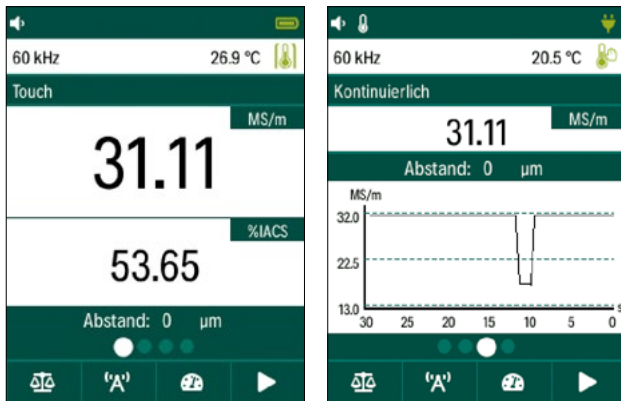 60 kHz 26.9 °C
Touch
MS/m
31.11
%IACS
53.65
Abstand: 0 µm
"A"
60 kHz 20.5 °C
Kontinuierlich
MS/m
31.11
Abstand: 0 µm
MS/m
32.0
22.5
13.0
30 25 20 15 10 5 0 s
"A"